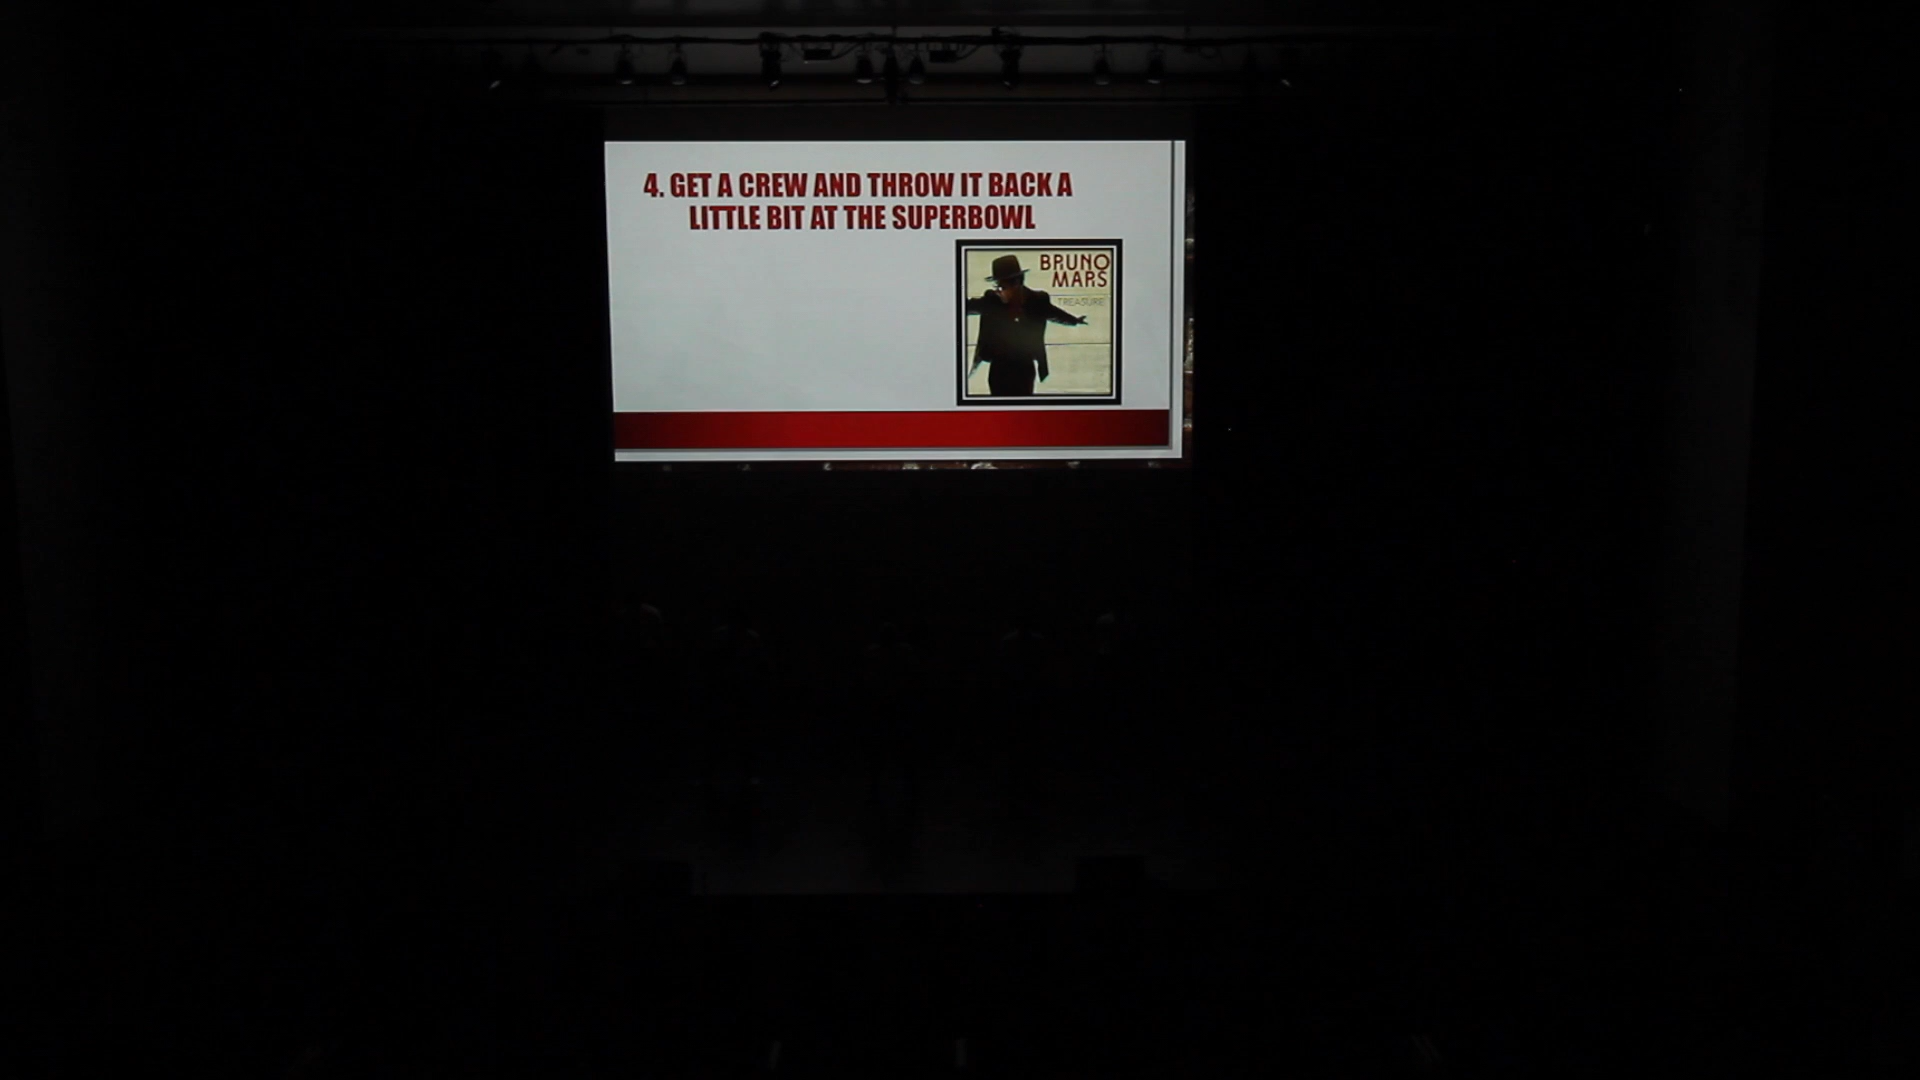 4. GET A CREW AND THROW IT BACK A
LITTLE BIT AT THE SUPERBOWL
BRUNO
MARS
TREASURE